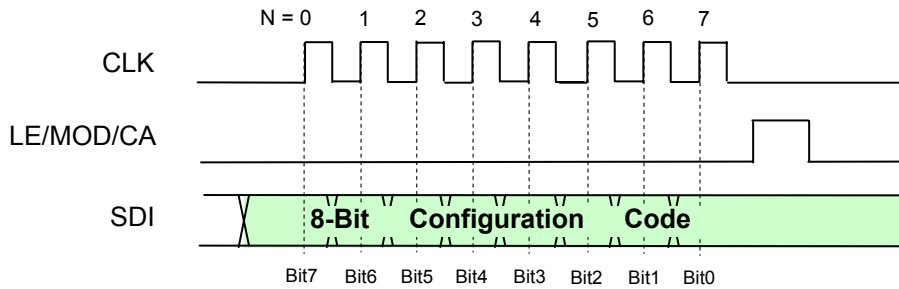 N = 0 1 2 3 4 5 6 7
CLK
LE/MOD/CA
SDI 8-Bit Configuration Code
Bit7 Bit6 Bit5 Bit4 Bit3 Bit2 Bit1 Bit0